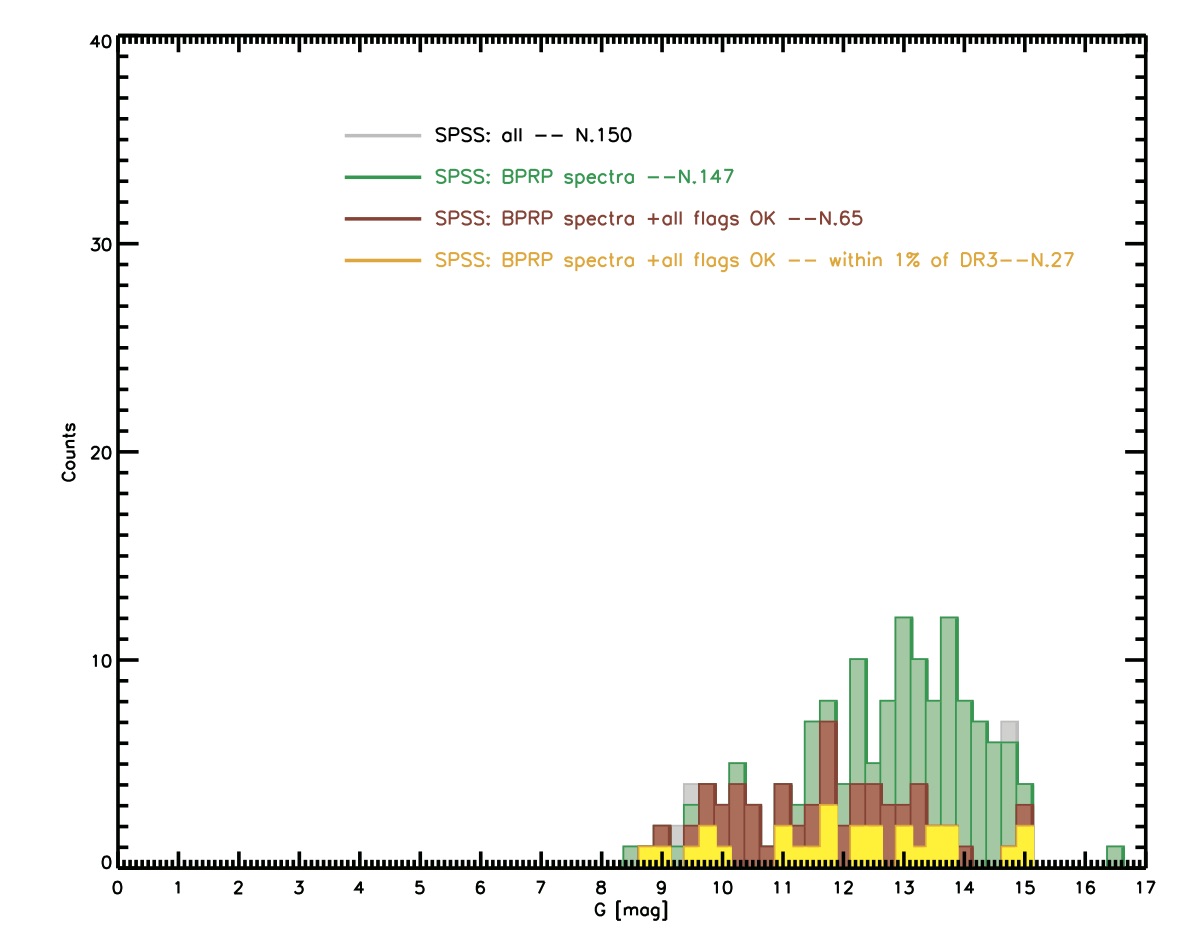 40
SPSS: all -- N.150
SPSS: BPRP spectra --N.147
SPSS: BPRP spectra +all flags OK --N.65
30
SPSS: BPRP spectra +all flags OK -- within 1% of DR3--N.27
Counts
20
10
0
0 1 2 3 4 5 6 7 8 9 10 11 12 13 14 15 16 17
G [mag]